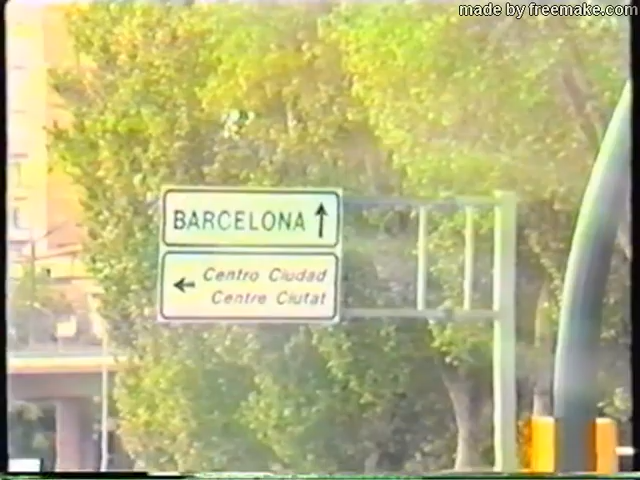 made by freemake.com
BARCELONA ↑
← Centro Ciudad
Centre Ciutat